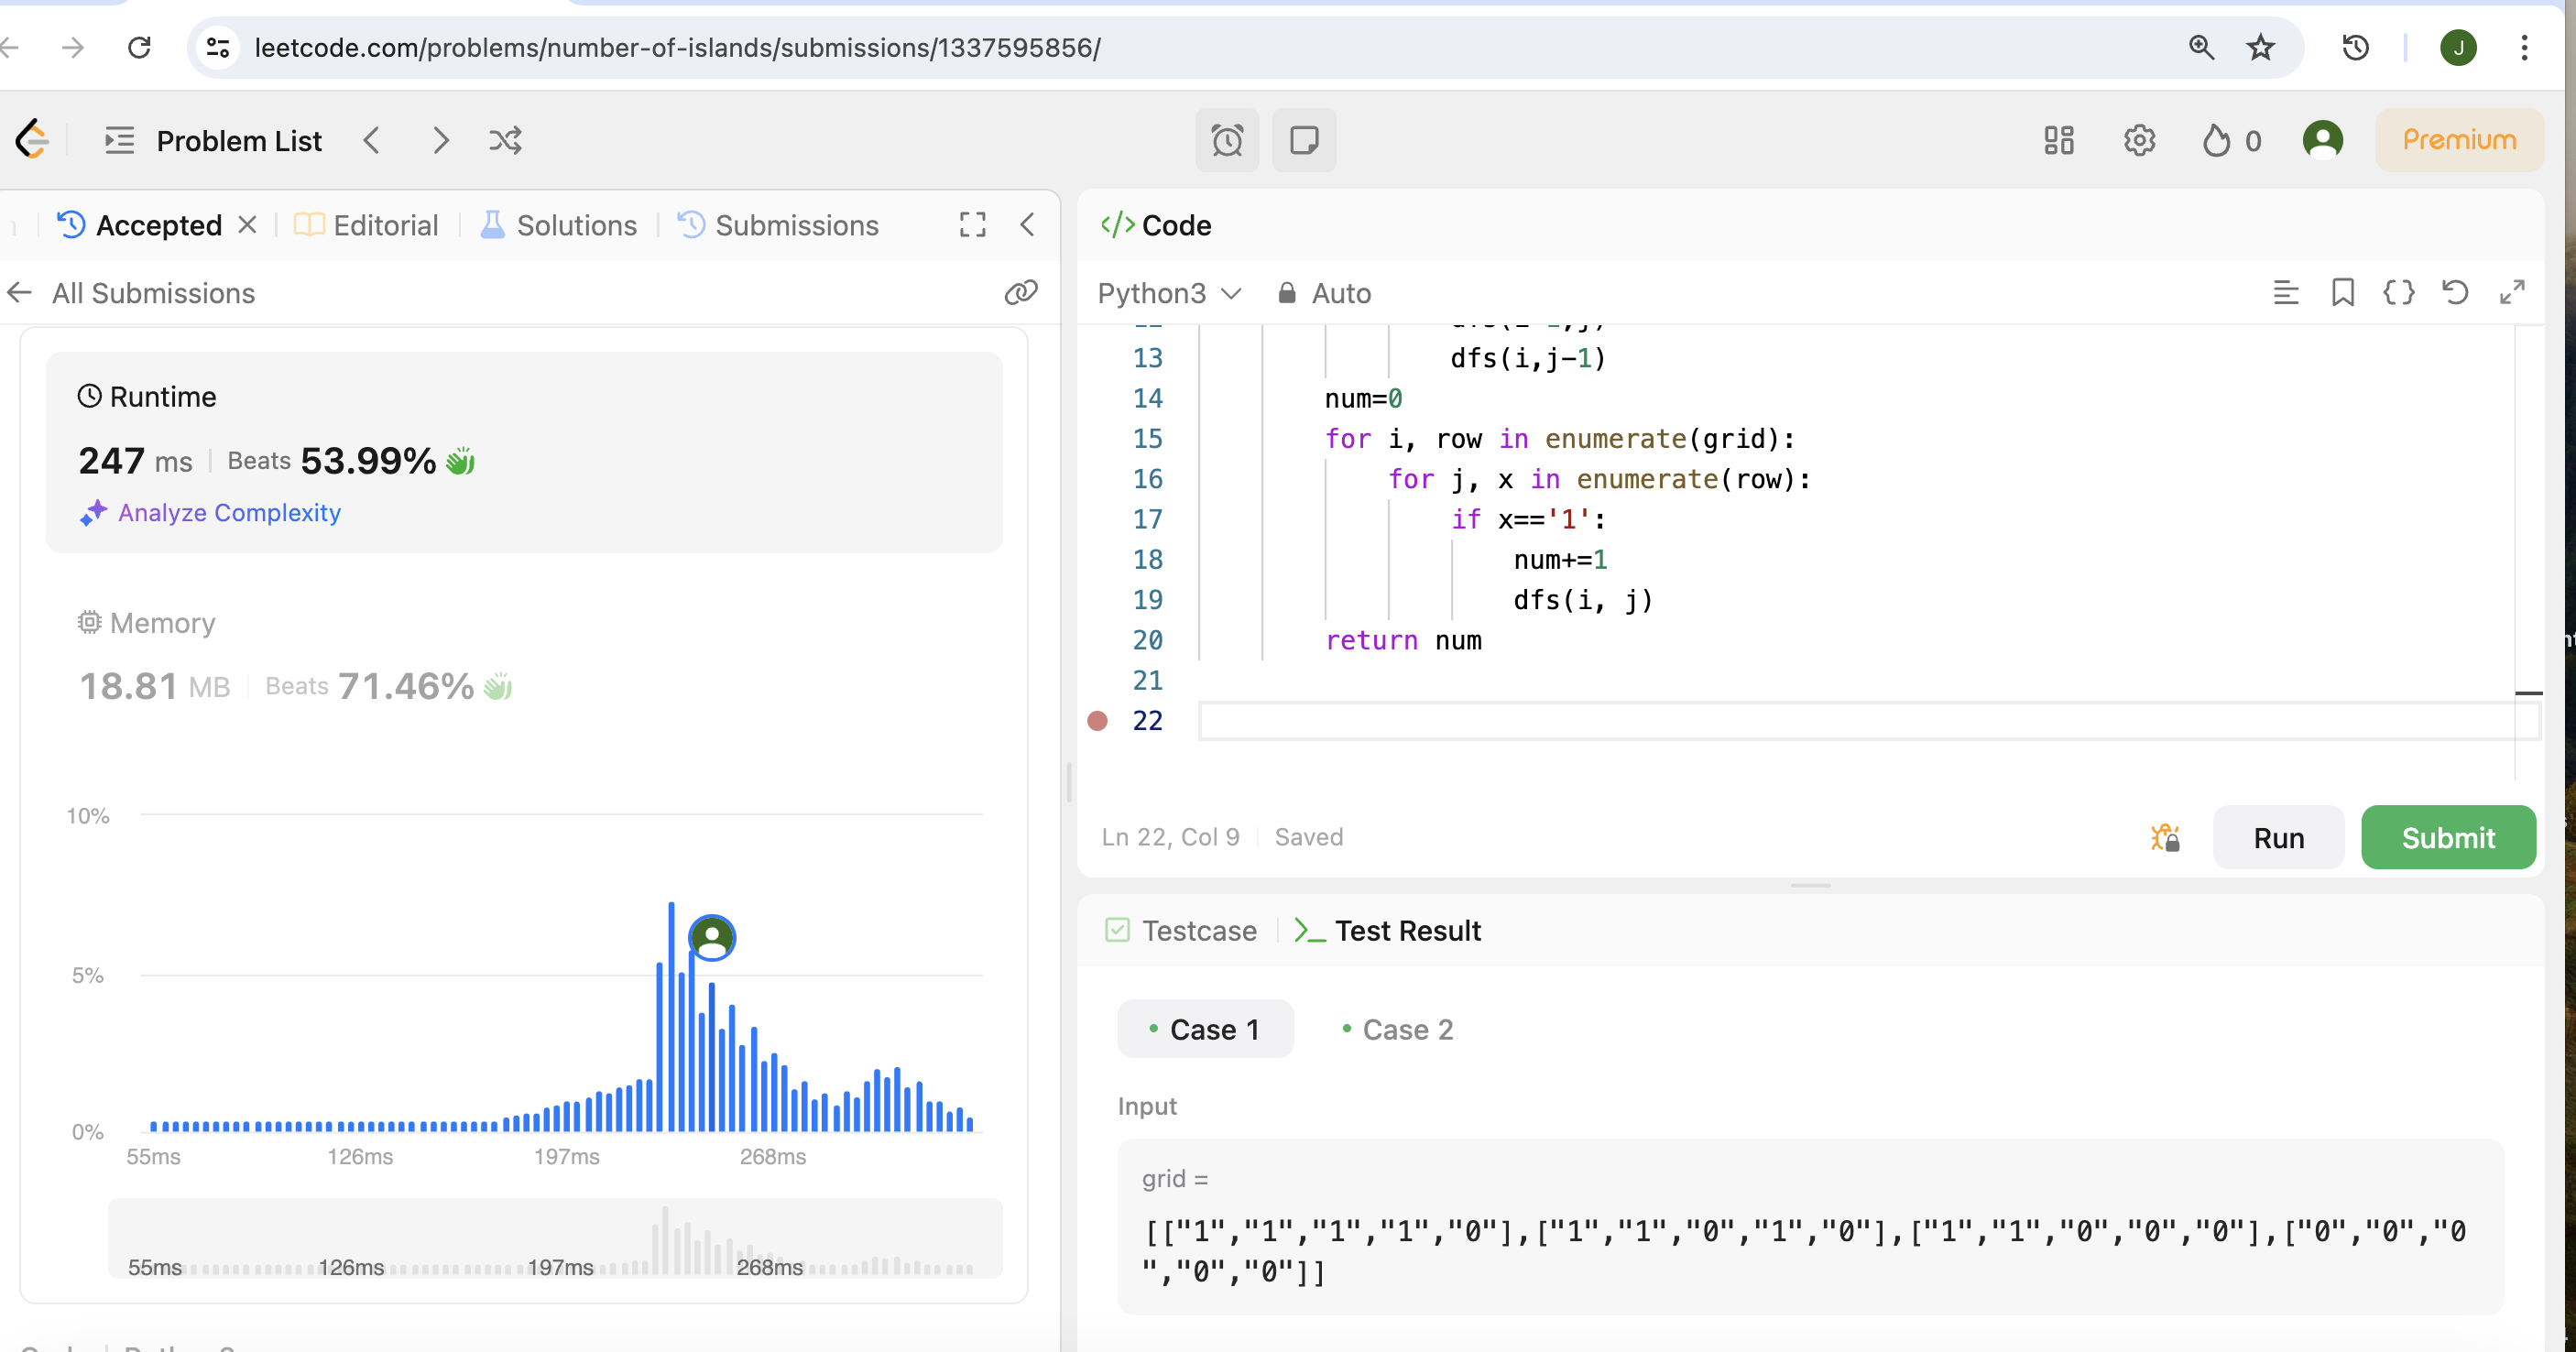 leetcode.com/problems/number-of-islands/submissions/1337595856/
J
Problem List
0
Premium
Accepted
Editorial
Solutions
Submissions
All Submissions
Runtime
247 ms
Beats 53.99%
Analyze Complexity
Memory
18.81 MB
Beats 71.46%
10%
5%
0%
55ms 126ms 197ms 268ms
55ms 126ms 197ms 268ms
Code
Python3
Auto
13 dfs(i,j-1)
14 num=0
15 for i, row in enumerate(grid):
16 for j, x in enumerate(row):
17 if x=='1':
18 num+=1
19 dfs(i, j)
20 return num
21
22
Ln 22, Col 9
Saved
Run
Submit
Testcase
Test Result
Case 1
Case 2
Input
grid =
[["1","1","1","1","0"],["1","1","0","1","0"],["1","1","0","0","0"],["0","0","0
","0","0"]]